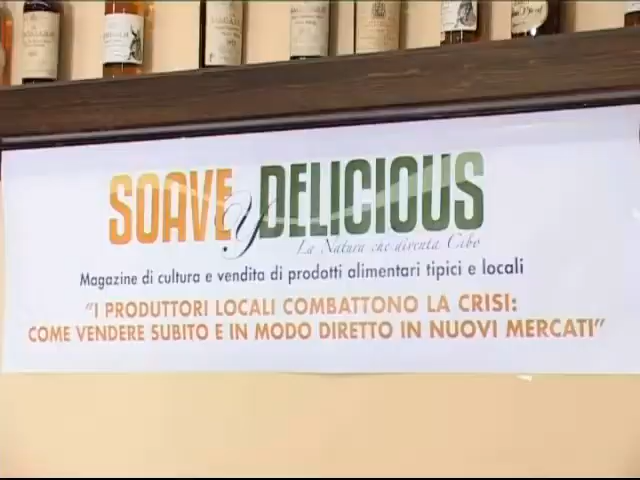 SOAVE Y DELICIOUS
La Natura che diventa Cibo
Magazine di cultura e vendita di prodotti alimentari tipici e locali
"I PRODUTTORI LOCALI COMBATTONO LA CRISI:
COME VENDERE SUBITO E IN MODO DIRETTO IN NUOVI MERCATI"